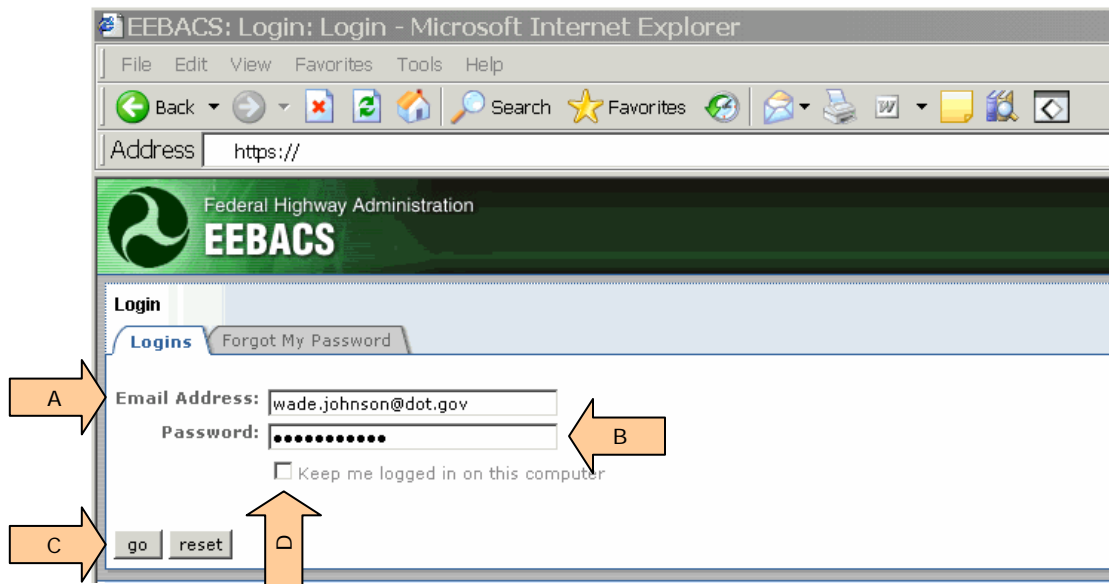 EEBACS: Login: Login - Microsoft Internet Explorer
File Edit View Favorites Tools Help
Back Search Favorites W
Address https://
Federal Highway Administration
EEBACS
Login
Logins Forgot My Password
A Email Address: wade.johnson@dot.gov
Password: ●●●●●●●●●●● B
Keep me logged in on this computer
C go reset D